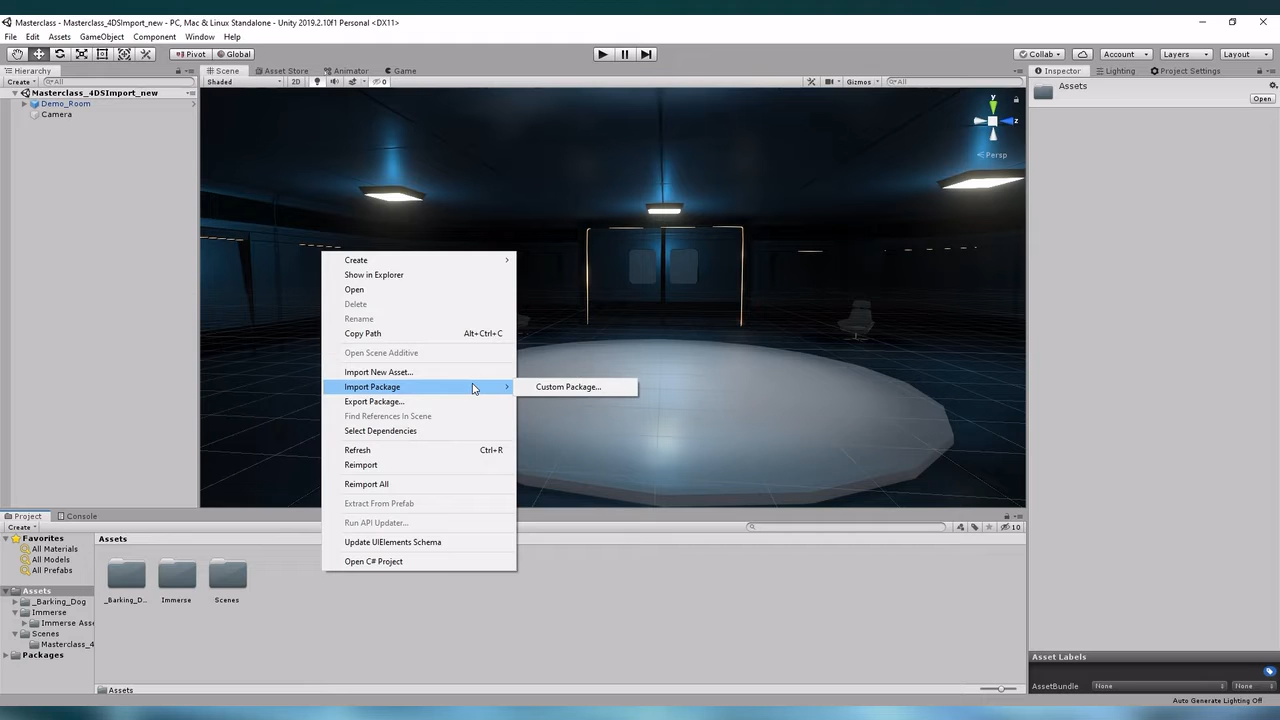 Masterclass - Masterclass_4DSImport_new - PC, Mac & Linux Standalone - Unity 2019.2.10f1 Personal <DX11>
File Edit Assets GameObject Component Window Help
Pivot Global Collab Account Layers Layout
Hierarchy Scene Asset Store Animator Game Inspector Lighting Project Settings
Create All Shaded 2D 0 Gizmos All
Masterclass_4DSImport_new
Demo_Room
Camera
Assets
Open
y
z
Persp
Create
Show in Explorer
Open
Delete
Rename
Copy Path Alt+Ctrl+C
Open Scene Additive
Import New Asset...
Import Package Custom Package...
Export Package...
Find References In Scene
Select Dependencies
Refresh Ctrl+R
Reimport
Reimport All
Extract From Prefab
Run API Updater...
Update UIElements Schema
Open C# Project
Project Console
Create 10
Favorites
All Materials
All Models
All Prefabs
Assets
_Barking_Dog
Immerse
Immerse Ass
Scenes
Masterclass_4
Packages
Assets
_Barking_D...
Immerse
Scenes
Assets
Asset Labels
AssetBundle None None
Auto Generate Lighting Off